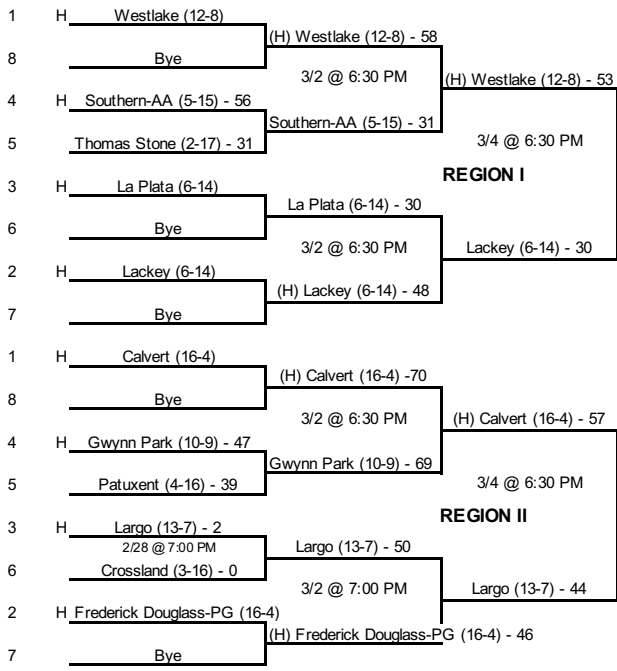 1 H Westlake (12-8)
(H) Westlake (12-8) - 58
8 Bye
3/2 @ 6:30 PM
(H) Westlake (12-8) - 53
4 H Southern-AA (5-15) - 56
Southern-AA (5-15) - 31
5 Thomas Stone (2-17) - 31
3/4 @ 6:30 PM
REGION I
3 H La Plata (6-14)
La Plata (6-14) - 30
6 Bye
3/2 @ 6:30 PM
Lackey (6-14) - 30
2 H Lackey (6-14)
(H) Lackey (6-14) - 48
7 Bye
1 H Calvert (16-4)
(H) Calvert (16-4) -70
8 Bye
3/2 @ 6:30 PM
(H) Calvert (16-4) - 57
4 H Gwynn Park (10-9) - 47
Gwynn Park (10-9) - 69
5 Patuxent (4-16) - 39
3/4 @ 6:30 PM
REGION II
3 H Largo (13-7) - 2
2/28 @ 7:00 PM
Largo (13-7) - 50
6 Crossland (3-16) - 0
3/2 @ 7:00 PM
Largo (13-7) - 44
2 H Frederick Douglass-PG (16-4)
(H) Frederick Douglass-PG (16-4) - 46
7 Bye